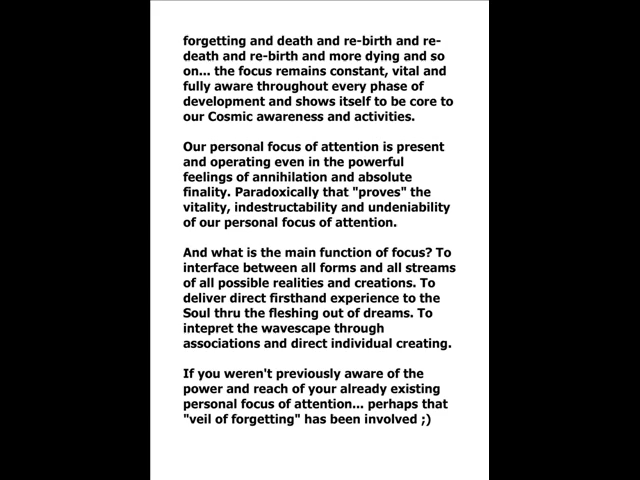 forgetting and death and re-birth and re-
death and re-birth and more dying and so
on... the focus remains constant, vital and
fully aware throughout every phase of
development and shows itself to be core to
our Cosmic awareness and activities.
Our personal focus of attention is present
and operating even in the powerful
feelings of annihilation and absolute
finality. Paradoxically that "proves" the
vitality, indestructability and undeniability
of our personal focus of attention.
And what is the main function of focus? To
interface between all forms and all streams
of all possible realities and creations. To
deliver direct firsthand experience to the
Soul thru the fleshing out of dreams. To
intepret the wavescape through
associations and direct individual creating.
If you weren't previously aware of the
power and reach of your already existing
personal focus of attention... perhaps that
"veil of forgetting" has been involved ;)